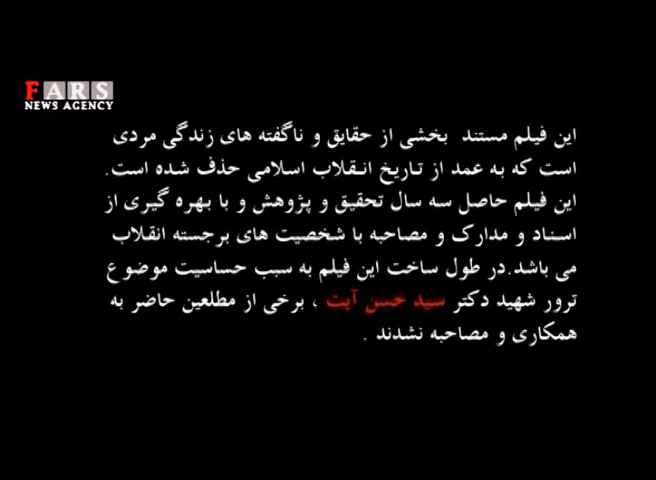 FARS
NEWS AGENCY
این فیلم مستند بخشی از حقایق و ناگفته های زندگی مردی
است که به عمد از تاریخ انقلاب اسلامی حذف شده است.
این فیلم حاصل سه سال تحقیق و پژوهش و با بهره گیری از
اسناد و مدارک و مصاحبه با شخصیت های برجسته انقلاب
می باشد.در طول ساخت این فیلم به سبب حساسیت موضوع
ترور شهید دکتر سید حسن آیت ، برخی از مطلعین حاضر به
همکاری و مصاحبه نشدند .